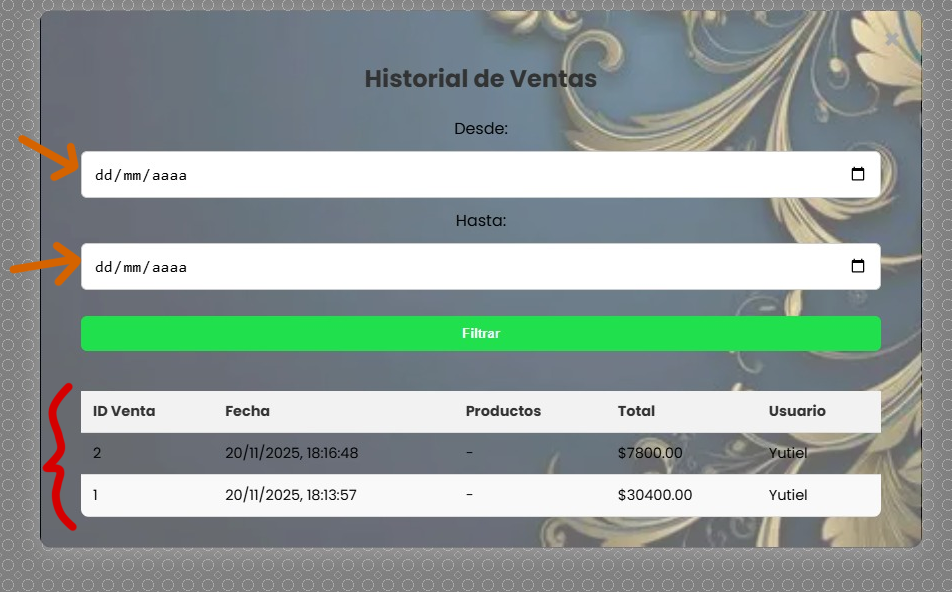 Historial de Ventas
Desde:
dd/mm/aaaa
Hasta:
dd/mm/aaaa
Filtrar
ID Venta Fecha Productos Total Usuario
2 20/11/2025, 18:16:48 - $7800.00 Yutiel
1 20/11/2025, 18:13:57 - $30400.00 Yutiel